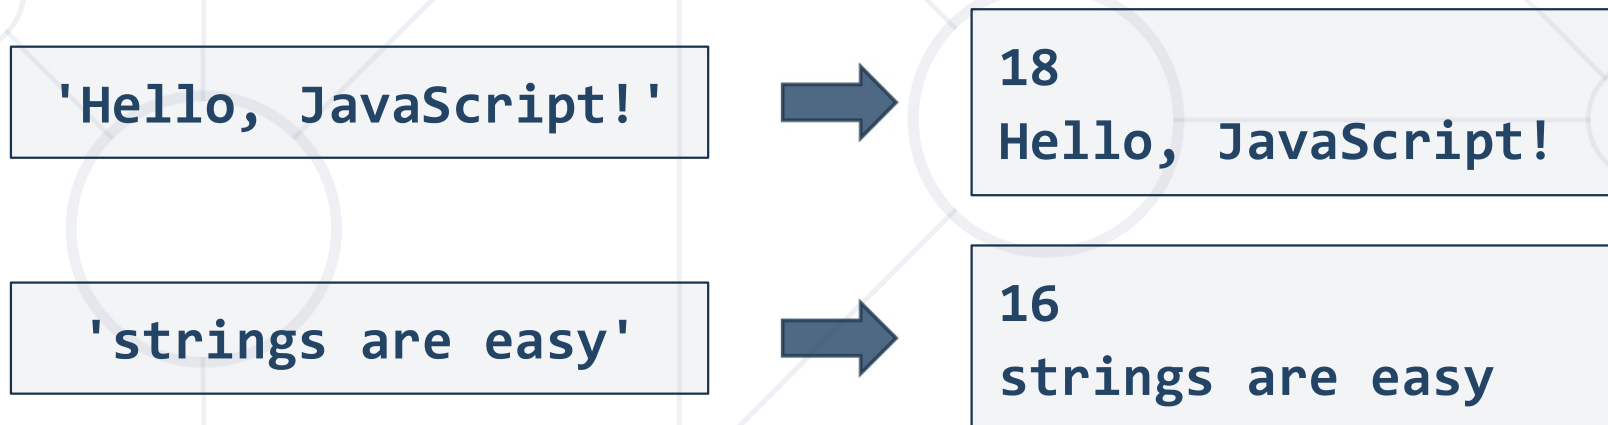 'Hello, JavaScript!'
18
Hello, JavaScript!
'strings are easy'
16
strings are easy